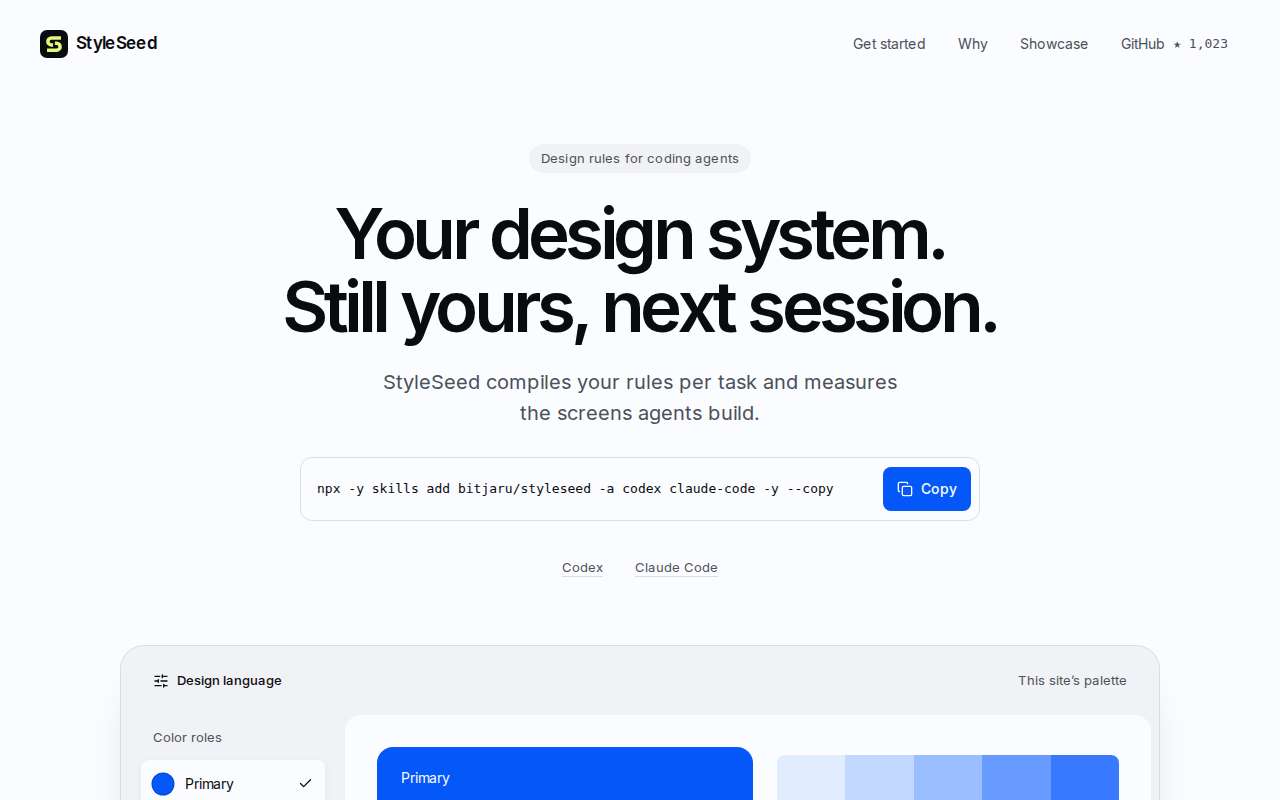 StyleSeed
Get started
Why
Showcase
GitHub ★ 1,023
Design rules for coding agents
Your design system.
Still yours, next session.
StyleSeed compiles your rules per task and measures
the screens agents build.
npx -y skills add bitjaru/styleseed -a codex claude-code -y --copy
Copy
Codex
Claude Code
Design language
This site’s palette
Color roles
Primary
Primary